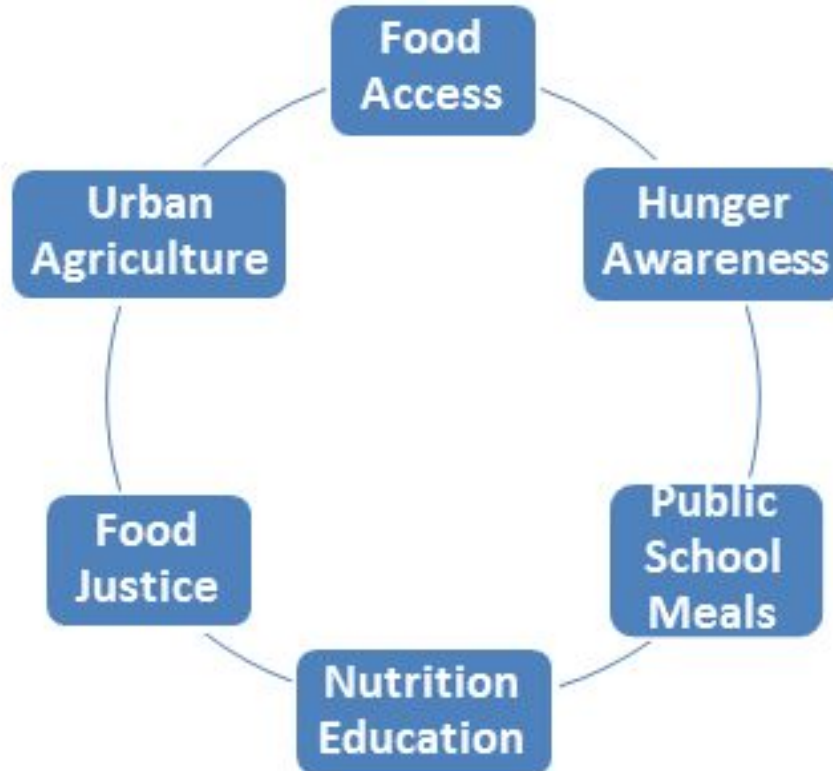 Food
Access
Hunger
Awareness
Public
School
Meals
Nutrition
Education
Food
Justice
Urban
Agriculture